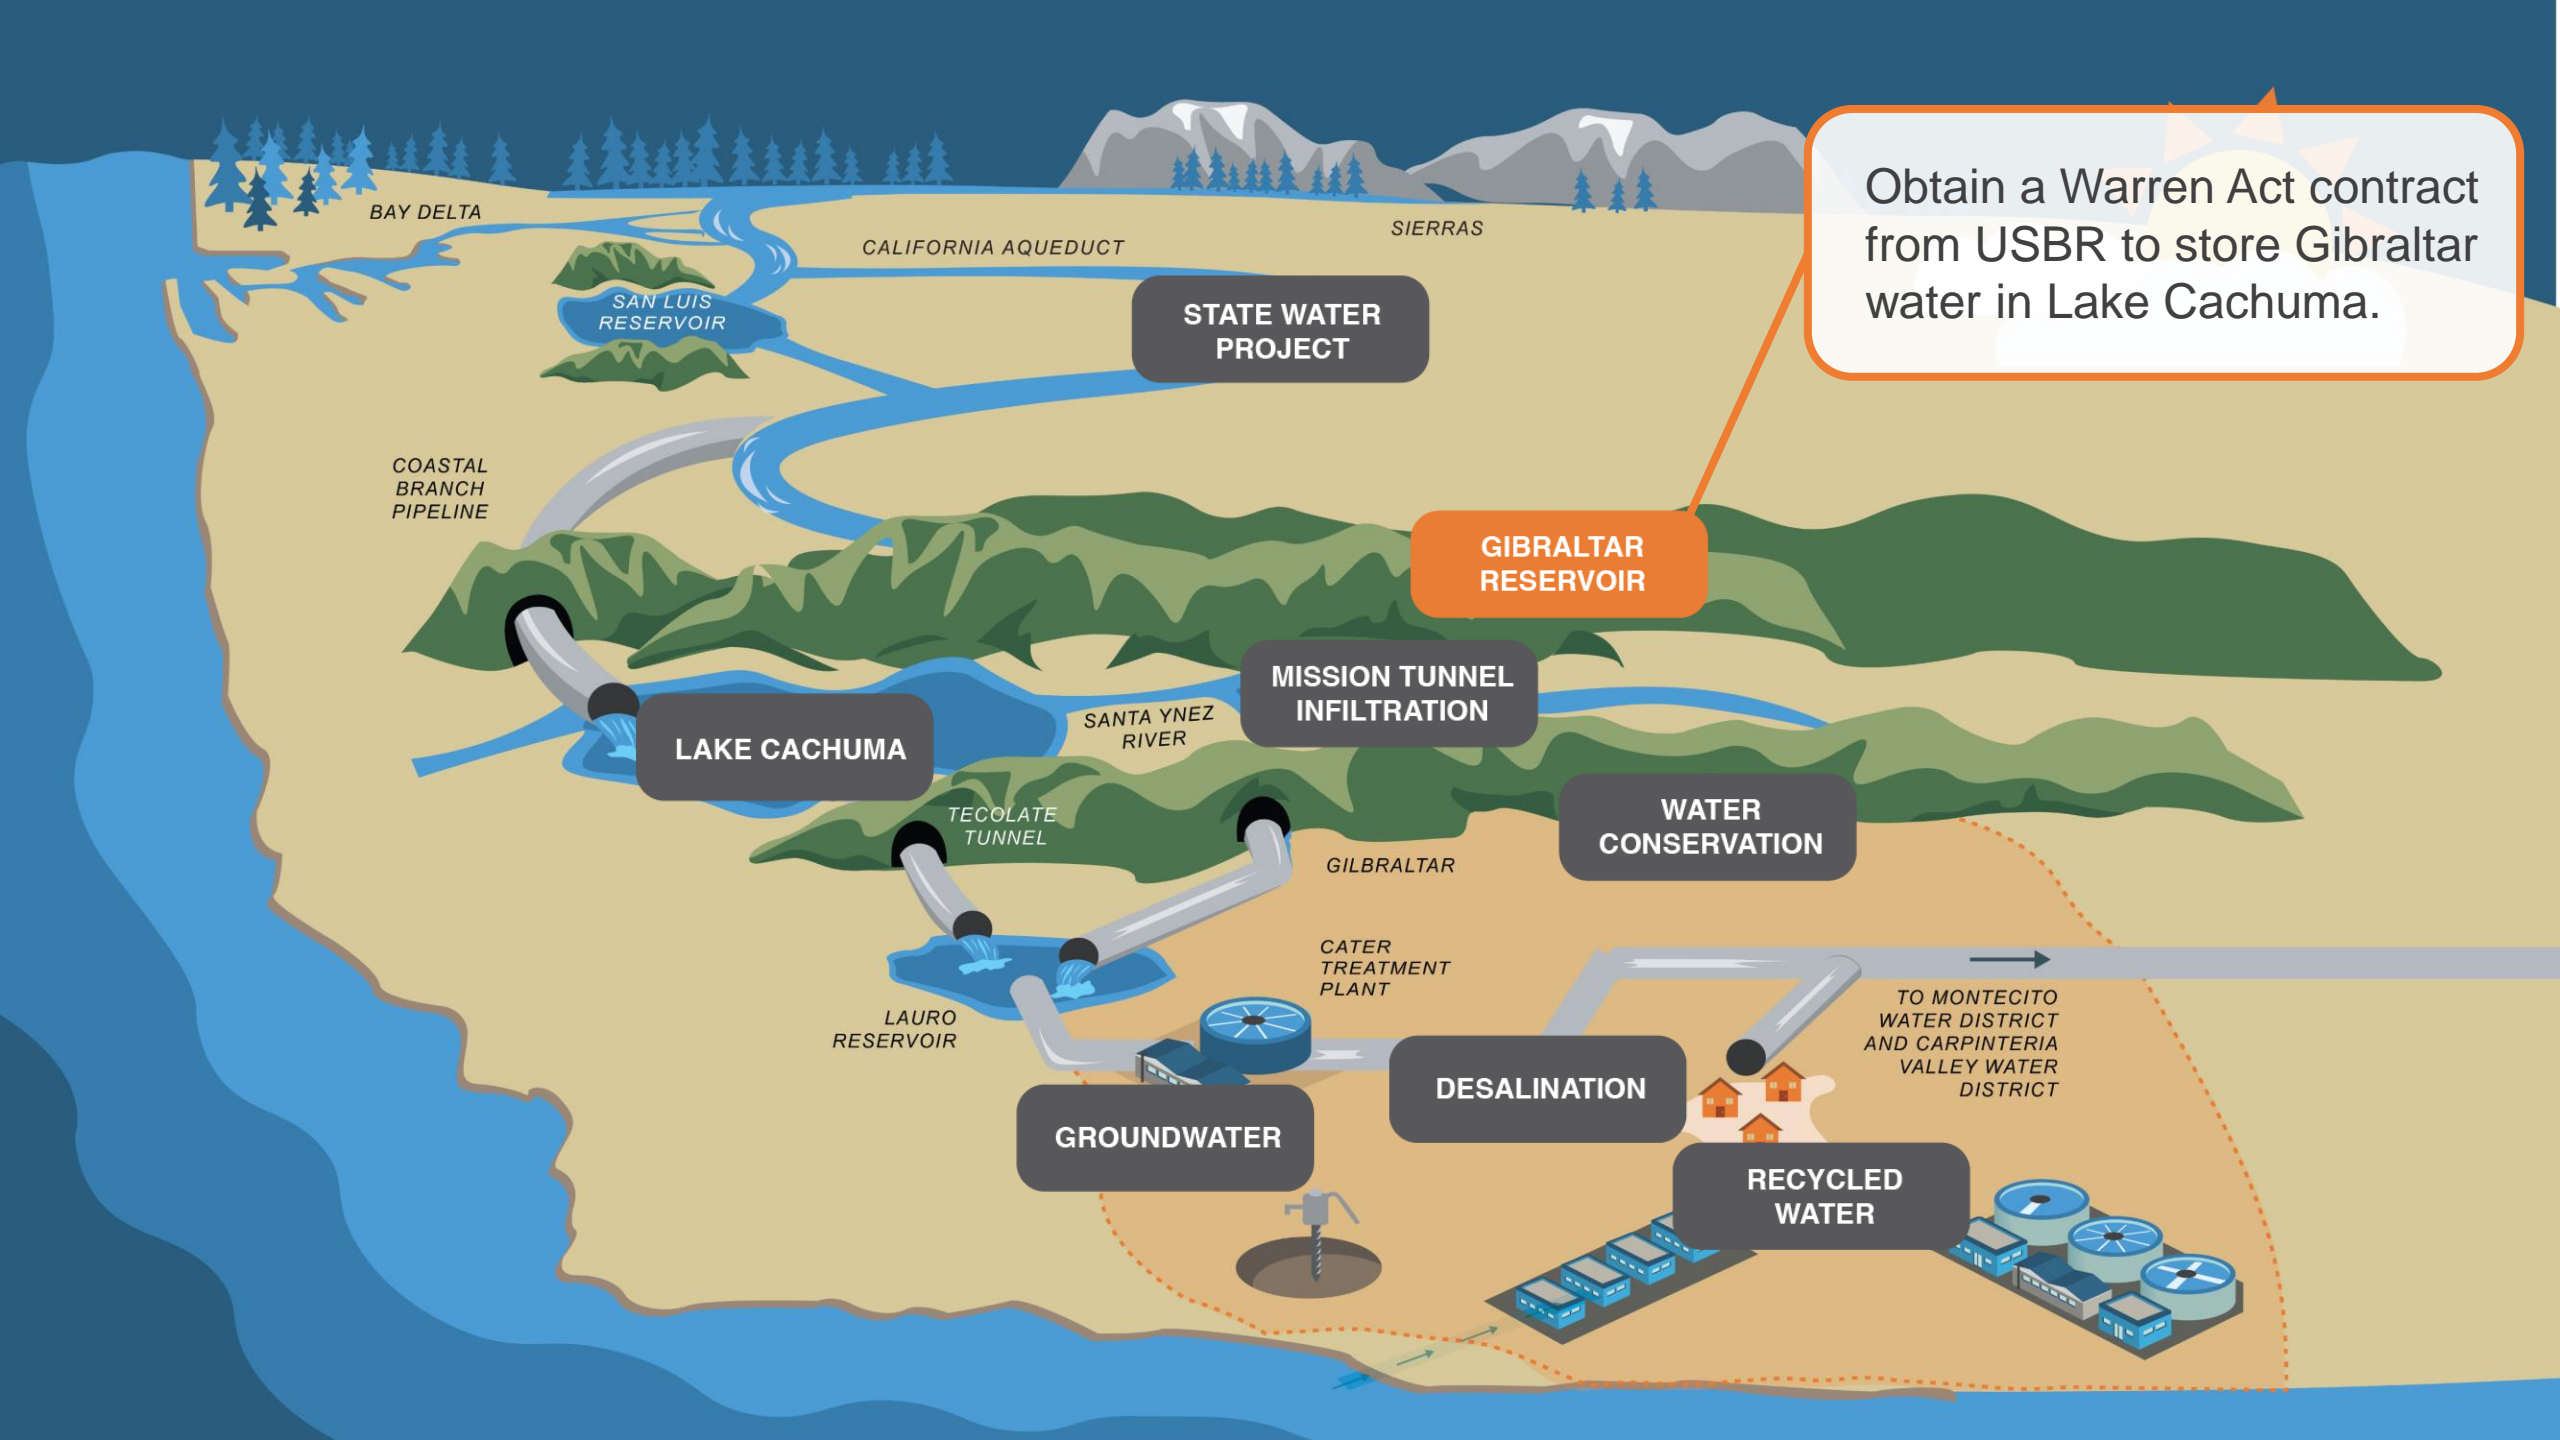 Obtain a Warren Act contract
from USBR to store Gibraltar
water in Lake Cachuma.
BAY DELTA
CALIFORNIA AQUEDUCT
SIERRAS
SAN LUIS
RESERVOIR
STATE WATER
PROJECT
COASTAL
BRANCH
PIPELINE
GIBRALTAR
RESERVOIR
MISSION TUNNEL
INFILTRATION
SANTA YNEZ
RIVER
LAKE CACHUMA
TECOLATE
TUNNEL
WATER
CONSERVATION
GILBRALTAR
CATER
TREATMENT
PLANT
LAURO
RESERVOIR
TO MONTECITO
WATER DISTRICT
AND CARPINTERIA
VALLEY WATER
DISTRICT
DESALINATION
GROUNDWATER
RECYCLED
WATER